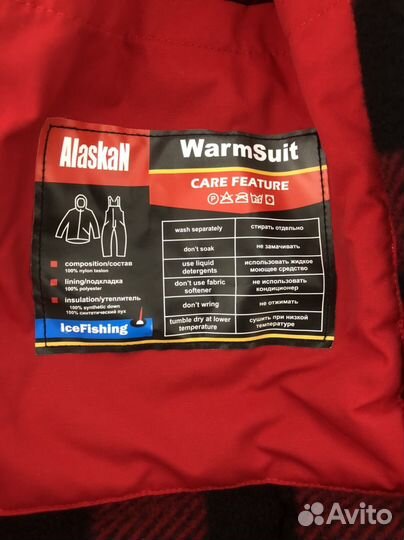 AlaskaN
WarmSuit
CARE FEATURE
P
composition/состав
100% nylon taslon
lining/подкладка
100% polyester
insulation/утеплитель
100% synthetic down
100% синтетический пух
IceFishing
wash separately стирать отдельно
don't soak не замачивать
use liquid detergents использовать жидкое моющее средство
don't use fabric softener не использовать кондиционер
don't wring не отжимать
tumble dry at lower temperature сушить при низкой температуре
Avito